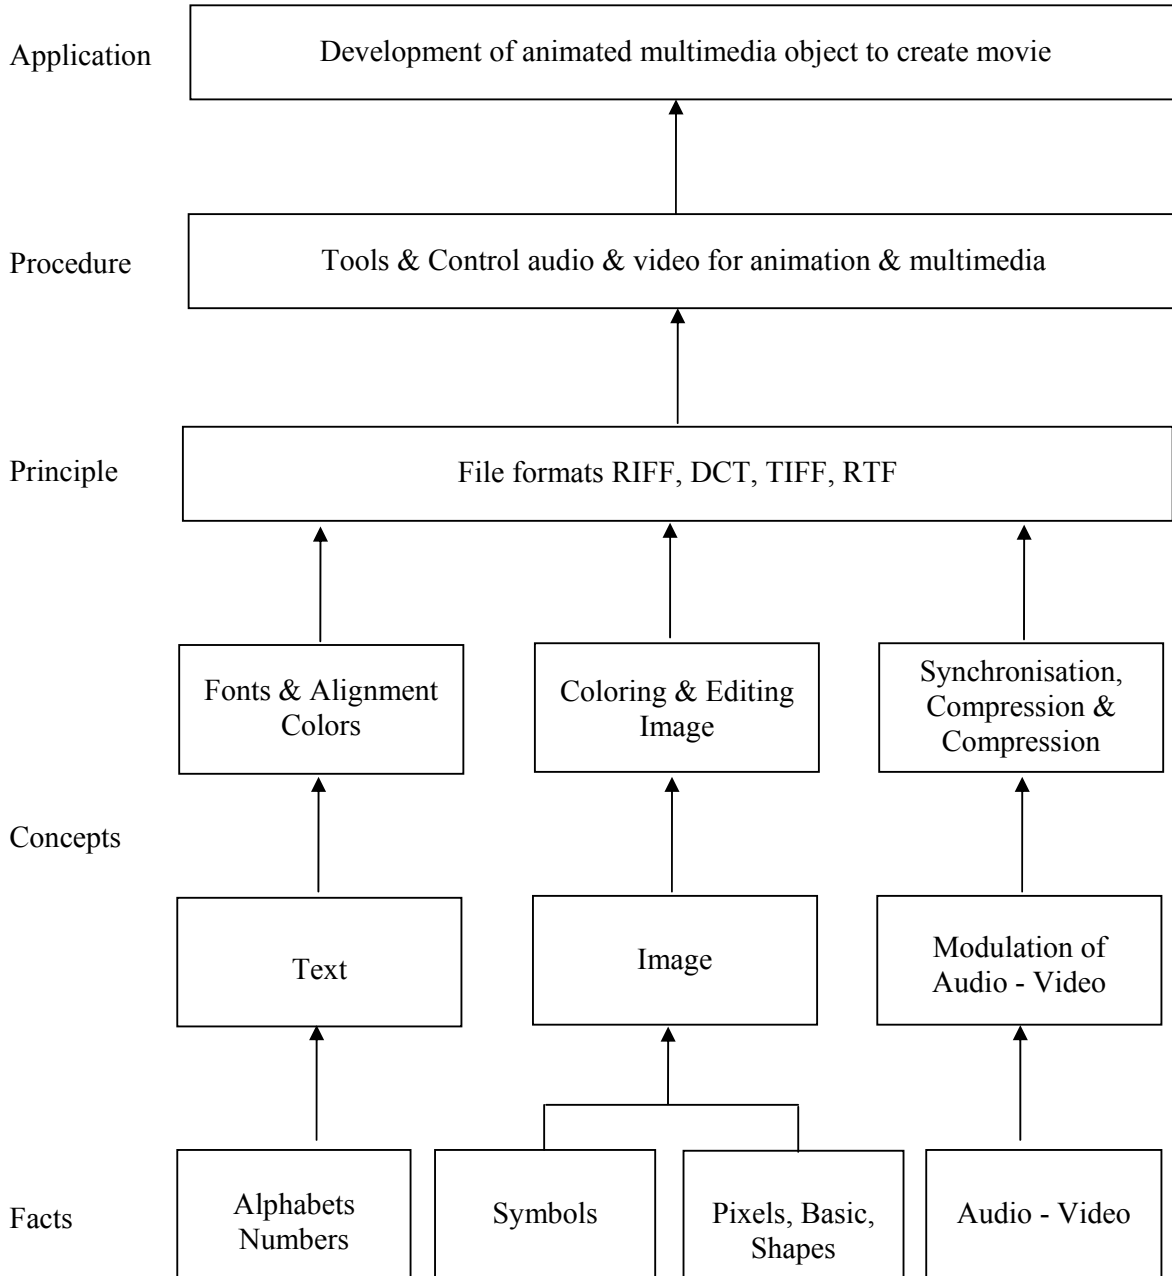 Application
Development of animated multimedia object to create movie
Procedure
Tools & Control audio & video for animation & multimedia
Principle
File formats RIFF, DCT, TIFF, RTF
Fonts & Alignment
Colors
Coloring & Editing
Image
Synchronisation,
Compression &
Compression
Concepts
Text
Image
Modulation of
Audio - Video
Facts
Alphabets
Numbers
Symbols
Pixels, Basic,
Shapes
Audio - Video